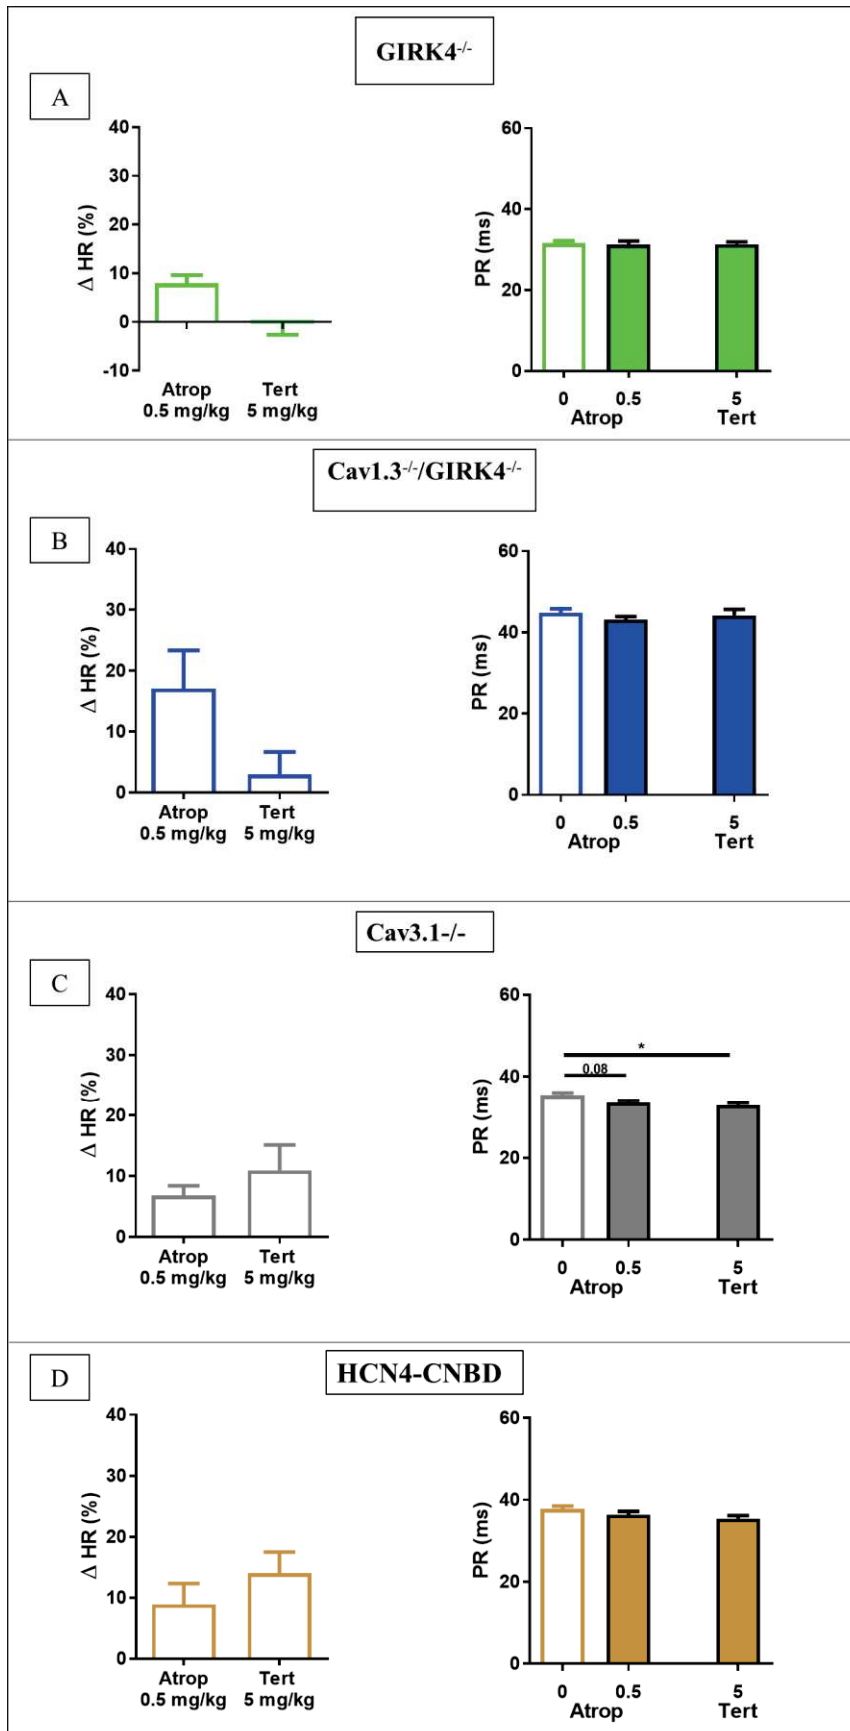 GIRK4-/-
A
40
30
20
10
0
-10
Δ HR (%)
Atrop Tert
0.5 mg/kg 5 mg/kg
60
40
20
0
PR (ms)
0 0.5 5
Atrop Tert
Cav1.3-/-/GIRK4-/-
B
40
30
20
10
0
Δ HR (%)
Atrop Tert
0.5 mg/kg 5 mg/kg
60
40
20
0
PR (ms)
0 0.5 5
Atrop Tert
Cav3.1-/-
C
40
30
20
10
0
Δ HR (%)
Atrop Tert
0.5 mg/kg 5 mg/kg
60
40
20
0
PR (ms)
*
0.08
0 0.5 5
Atrop Tert
HCN4-CNBD
D
40
30
20
10
0
Δ HR (%)
Atrop Tert
0.5 mg/kg 5 mg/kg
60
40
20
0
PR (ms)
0 0.5 5
Atrop Tert